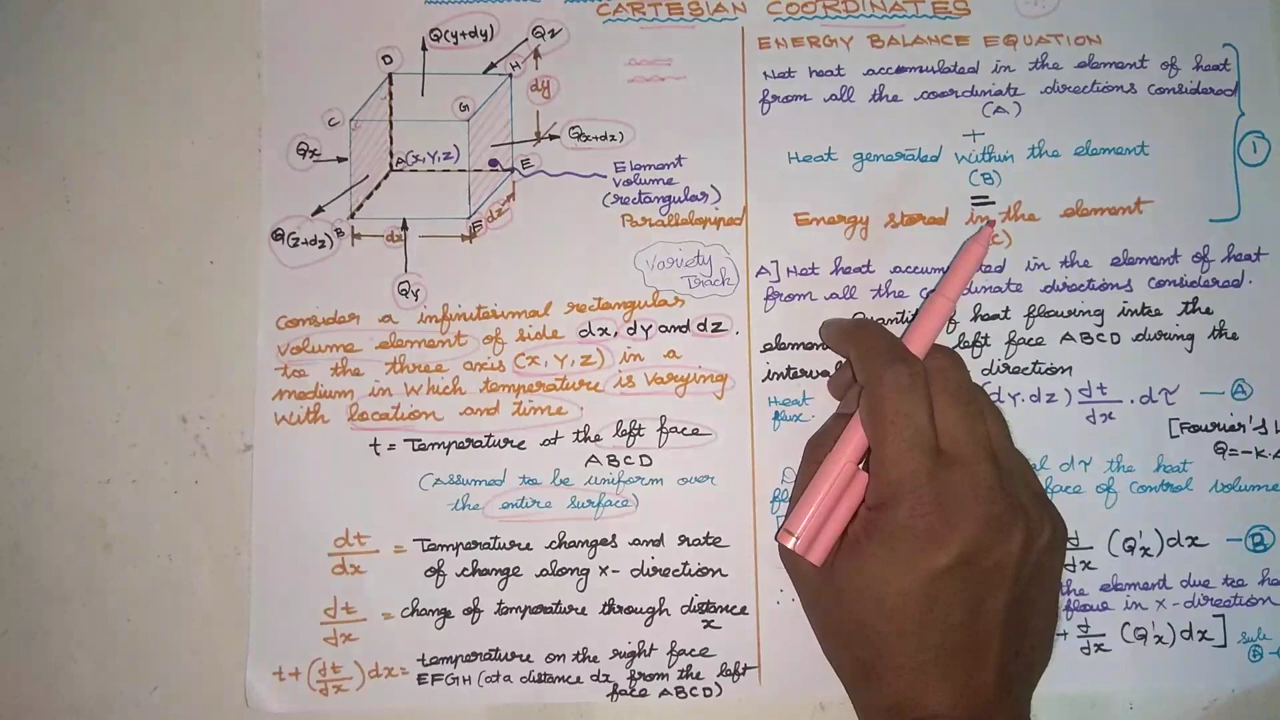 CARTESIAN COORDINATES
Q(y+dy)
Qz
D
H
dy
G
C
Q(x+dx)
Qx
A(x,Y,Z)
E
Element
volume
(rectangular)
Parallelopiped
dz
Q(z+dz)
B
dx
F
Qy
Variety
Track
Consider a infinitesimal rectangular
volume element of side dx, dy and dz.
to the three axis (x, Y, Z) in a
medium in which temperature is varying
with location and time.
t = Temperature at the left face
ABCD
(Assumed to be uniform over
the entire surface)
dt/dx = Temperature changes and rate
of change along x-direction
∂t/∂x = change of temperature through distance
x
t+(∂t/∂x)dx = temperature on the right face
EFGH (at a distance dx from the left
face ABCD)
ENERGY BALANCE EQUATION
Net heat accumulated in the element of heat
from all the coordinate directions considered
(A)
+
Heat generated within the element
(B)
=
Energy stored in the element
C)
1
A] Net heat accum ted in the element of heat
from all the co dinate directions considered.
Quantit f heat flowing into the
elemen left face ABCD during the
interval direction
Heat
flux.
(dY.dz) ∂t/∂x . dτ — A
[Fourier's L
Q=-K.A
al dτ the heat
face of control volume
∂/∂x (Q'x)dx — B
the element due to he
flow in x-direction
+ ∂/∂x (Q'x)dx] sub
A -